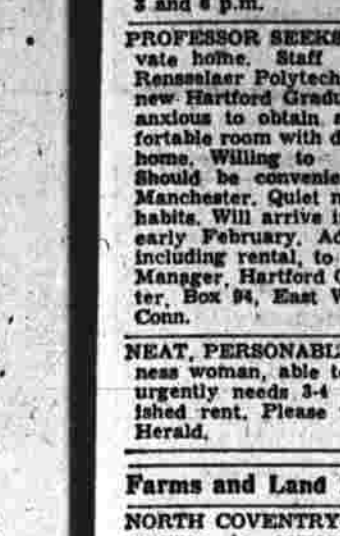 3 and 6 p.m.
PROFESSOR SEEKS
vate home. Staff
Rensselaer Polytech
new Hartford Gradu
anxious to obtain
fortable room with d
home. Willing to
Should be convenie
Manchester. Quiet
habits. Will arrive i
early February. Ad
including rental, to
Manager, Hartford
ter, Box 94, East W
Conn.
NEAT, PERSONABL
ness woman, able t
urgently needs 3-4
ished rent. Please
Herald.
Farms and Land
NORTH COVENTRY